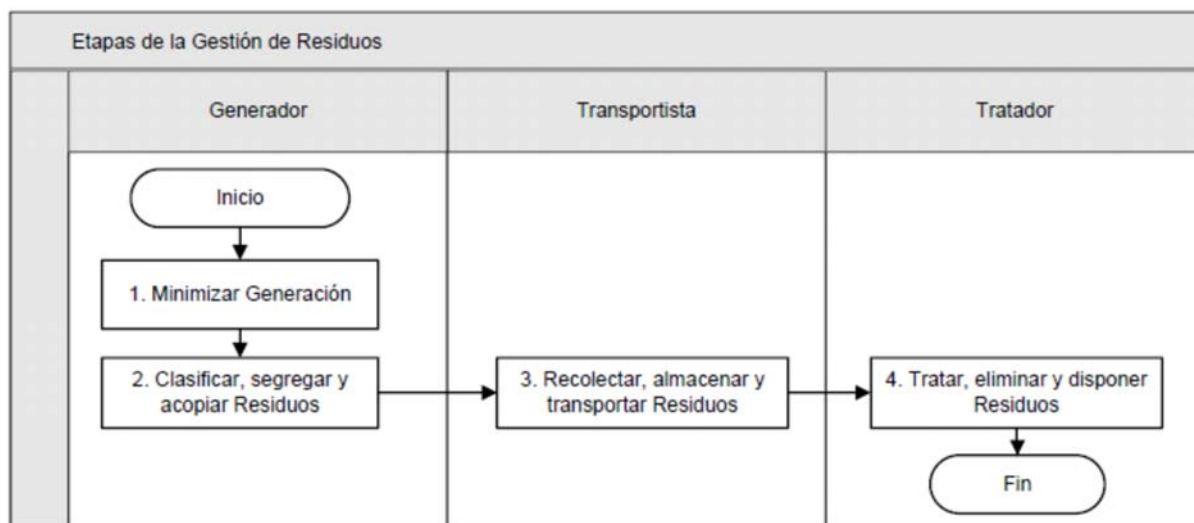 Etapas de la Gestión de Residuos
Generador
Transportista
Tratador
Inicio
1. Minimizar Generación
2. Clasificar, segregar y
acopiar Residuos
3. Recolectar, almacenar y
transportar Residuos
4. Tratar, eliminar y disponer
Residuos
Fin